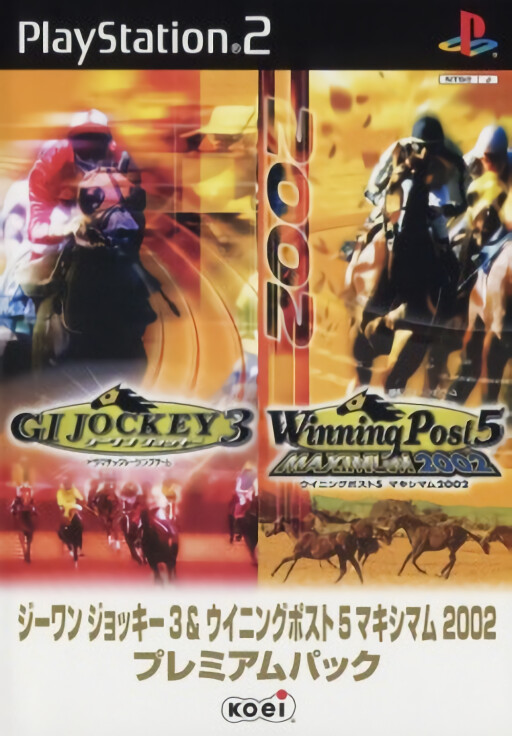 PlayStation®2
2002
GI JOCKEY 3
ジーワンジョッキー
Winning Post 5
MAXIMUM 2002
ウイニングポスト5 マキシマム2002
ジーワン ジョッキー 3 & ウイニングポスト 5 マキシマム 2002
プレミアムパック
KOEI